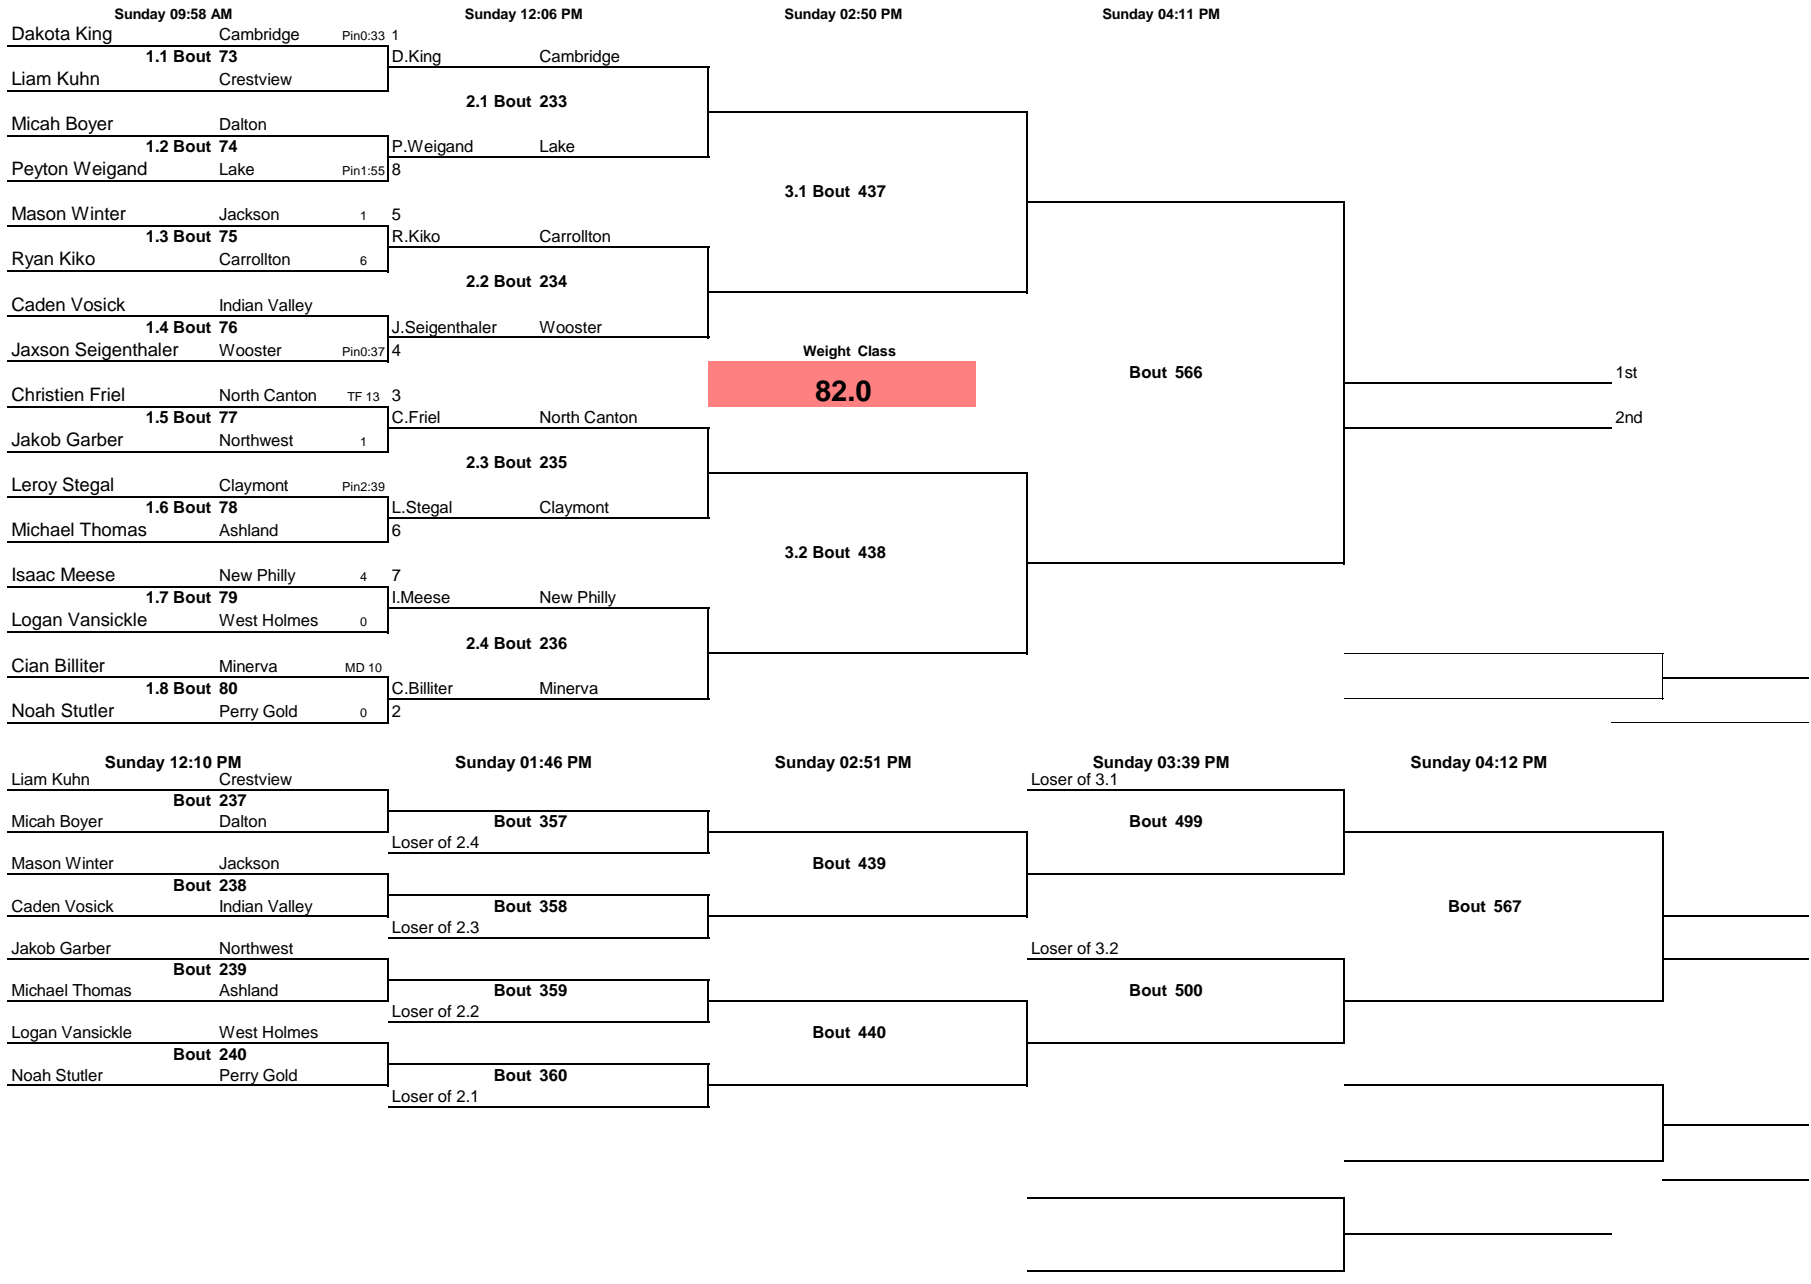 Sunday 09:58 AM Sunday 12:06 PM Sunday 02:50 PM Sunday 04:11 PM
Dakota King Cambridge Pin0:33 1
1.1 Bout 73 D.King Cambridge
Liam Kuhn Crestview
2.1 Bout 233
Micah Boyer Dalton
1.2 Bout 74 P.Weigand Lake
Peyton Weigand Lake Pin1:55 8
3.1 Bout 437
Mason Winter Jackson 1 5
1.3 Bout 75 R.Kiko Carrollton
Ryan Kiko Carrollton 6
2.2 Bout 234
Caden Vosick Indian Valley
1.4 Bout 76 J.Seigenthaler Wooster
Jaxson Seigenthaler Wooster Pin0:37 4 Weight Class
Bout 566 1st
Christien Friel North Canton TF 13 3 82.0
1.5 Bout 77 C.Friel North Canton 2nd
Jakob Garber Northwest 1
2.3 Bout 235
Leroy Stegal Claymont Pin2:39
1.6 Bout 78 L.Stegal Claymont
Michael Thomas Ashland 6
3.2 Bout 438
Isaac Meese New Philly 4 7
1.7 Bout 79 I.Meese New Philly
Logan Vansickle West Holmes 0
2.4 Bout 236
Cian Billiter Minerva MD 10
1.8 Bout 80 C.Billiter Minerva
Noah Stutler Perry Gold 0 2
Sunday 12:10 PM Sunday 01:46 PM Sunday 02:51 PM Sunday 03:39 PM Sunday 04:12 PM
Liam Kuhn Crestview Loser of 3.1
Bout 237
Micah Boyer Dalton Bout 357 Bout 499
Loser of 2.4
Mason Winter Jackson Bout 439
Bout 238
Caden Vosick Indian Valley Bout 358 Bout 567
Loser of 2.3
Jakob Garber Northwest Loser of 3.2
Bout 239
Michael Thomas Ashland Bout 359 Bout 500
Loser of 2.2
Logan Vansickle West Holmes Bout 440
Bout 240
Noah Stutler Perry Gold Bout 360
Loser of 2.1